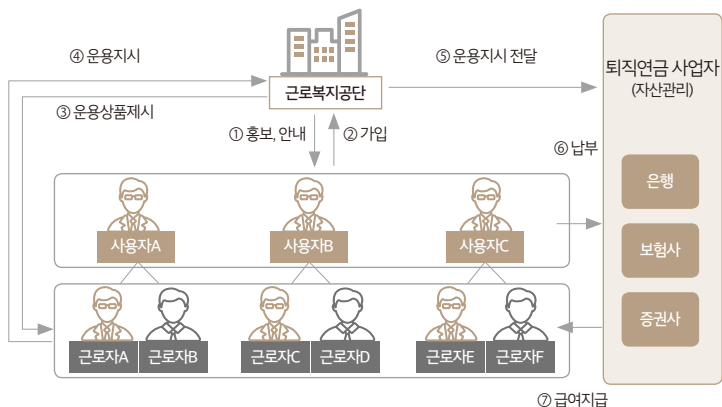 ④ 운용지시
⑤ 운용지시 전달
퇴직연금 사업자
(자산관리)
근로복지공단
③ 운용상품제시
① 홍보, 안내
② 가입
⑥ 납부
은행
사용자A
사용자B
사용자C
보험사
증권사
근로자A
근로자B
근로자C
근로자D
근로자E
근로자F
⑦ 급여지급